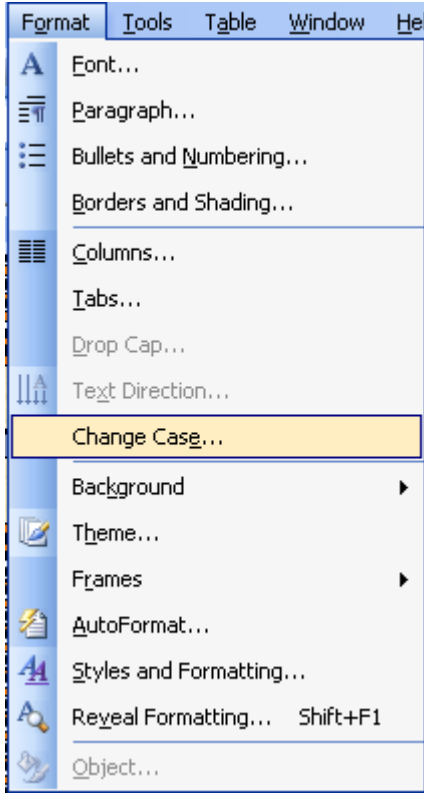 Format Tools Table Window He
Font...
Paragraph...
Bullets and Numbering...
Borders and Shading...
Columns...
Tabs...
Drop Cap...
Text Direction...
Change Case...
Background
Theme...
Frames
AutoFormat...
Styles and Formatting...
Reveal Formatting... Shift+F1
Object...